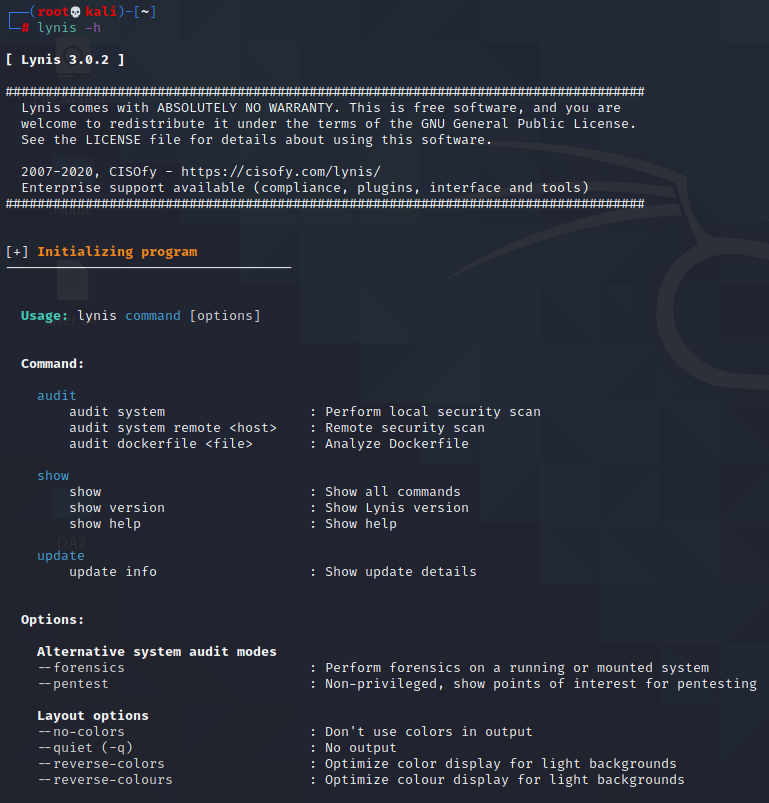 ┌──(root💀kali)-[~]
└─# lynis -h

[ Lynis 3.0.2 ]

################################################################################
  Lynis comes with ABSOLUTELY NO WARRANTY. This is free software, and you are
  welcome to redistribute it under the terms of the GNU General Public License.
  See the LICENSE file for details about using this software.

  2007-2020, CISOfy - https://cisofy.com/lynis/
  Enterprise support available (compliance, plugins, interface and tools)
################################################################################


[+] Initializing program
------------------------------------


  Usage: lynis command [options]


  Command:

    audit
        audit system                  : Perform local security scan
        audit system remote <host>    : Remote security scan
        audit dockerfile <file>       : Analyze Dockerfile

    show
        show                          : Show all commands
        show version                  : Show Lynis version
        show help                     : Show help

    update
        update info                   : Show update details


  Options:

    Alternative system audit modes
    --forensics                       : Perform forensics on a running or mounted system
    --pentest                         : Non-privileged, show points of interest for pentesting

    Layout options
    --no-colors                       : Don't use colors in output
    --quiet (-q)                      : No output
    --reverse-colors                  : Optimize color display for light backgrounds
    --reverse-colours                 : Optimize colour display for light backgrounds